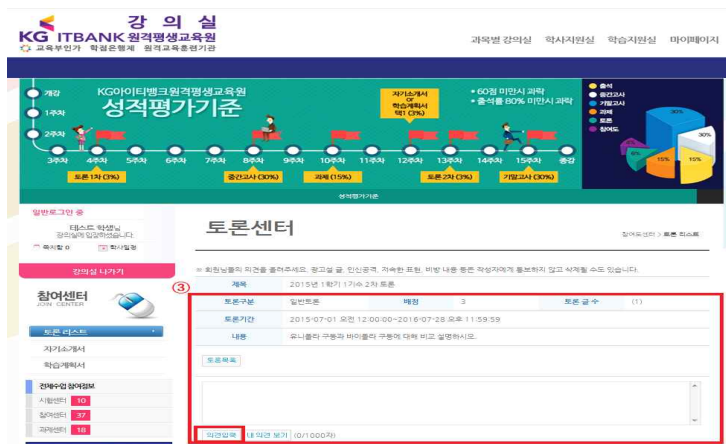 강 의 실
KG ITBANK 원격평생교육원
교육부인가 학점은행제 원격교육훈련기관
과목별 강의실 학사지원실 학습지원실 마이페이지
개강
1주차
2주차
KG아이티뱅크원격평생교육원
성적평가기준
자기소개서
or
학습계획서
택1 (3%)
* 60점 미만시 과락
* 출석률 80% 미만시 과락
출석
중간고사
기말고사
과제
토론
참여도
30%
30%
15%
15%
6%
3주차 4주차 5주차 6주차 7주차 8주차 9주차 10주차 11주차 12주차 13주차 14주차 15주차 종강
토론 1차 (3%) 중간고사 (30%) 과제 (15%) 토론 2차 (3%) 기말고사 (30%)
성적평가기준
일반로그인 중
테스트 학생님
강의실에 입장하셨습니다.
쪽지함 0 학사일정
강의실 나가기
참여센터
JOIN CENTER
토론 리스트
자기소개서
학습계획서
전체수업 참여정보
시험센터 10
참여센터 37
과제센터 18
토론센터
참여도센터 > 토론 리스트
※ 회원님들의 의견을 올려주세요. 광고성 글, 인신공격, 저속한 표현, 비방 내용 등은 작성자에게 통보하지 않고 삭제될 수도 있습니다.
제목 2015년 1학기 1기수 2차 토론
③
토론구분 일반토론 배점 3 토론 글 수 (1)
토론기간 2015-07-01 오전 12:00:00~2016-07-28 오후 11:59:59
내용 유니폴라 구동과 바이폴라 구동에 대해 비교 설명하시오.
토론목록
의견입력 내 의견 보기 (0/1000자)